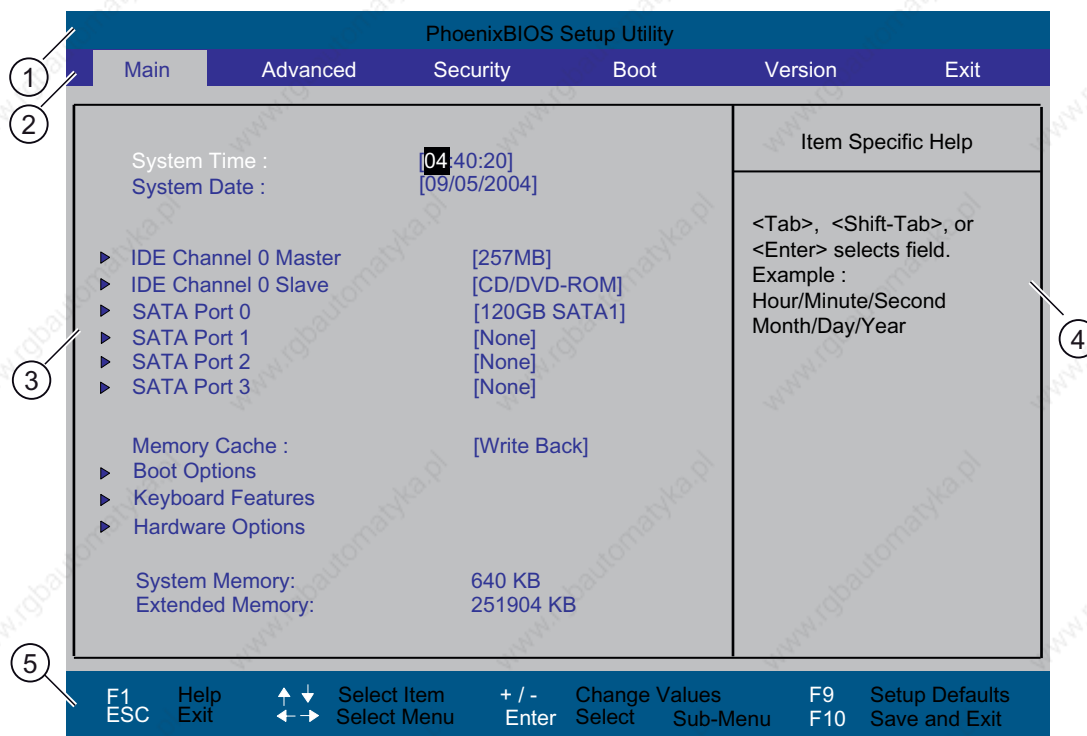 PhoenixBIOS Setup Utility
Main Advanced Security Boot Version Exit
1
2
System Time : [04:40:20]
System Date : [09/05/2004]
IDE Channel 0 Master [257MB]
IDE Channel 0 Slave [CD/DVD-ROM]
SATA Port 0 [120GB SATA1]
SATA Port 1 [None]
SATA Port 2 [None]
SATA Port 3 [None]
3
Memory Cache : [Write Back]
Boot Options
Keyboard Features
Hardware Options
System Memory: 640 KB
Extended Memory: 251904 KB
Item Specific Help
<Tab>, <Shift-Tab>, or
<Enter> selects field.
Example :
Hour/Minute/Second
Month/Day/Year
4
5
F1 Help Select Item + / - Change Values F9 Setup Defaults
ESC Exit Select Menu Enter Select Sub-Menu F10 Save and Exit
www.rgbautomatyka.pl